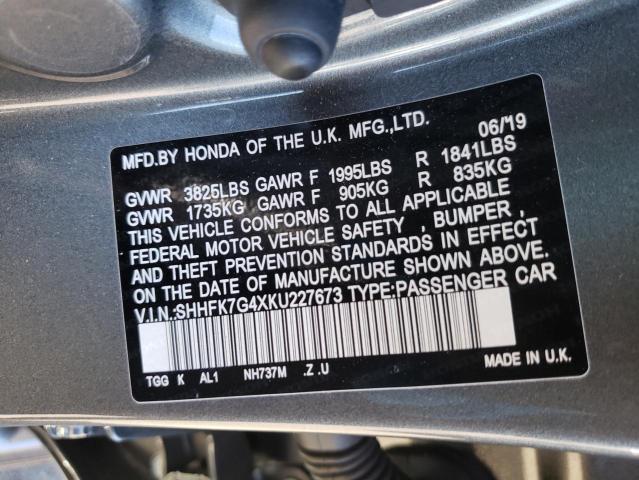 MFD.BY HONDA OF THE U.K. MFG.,LTD. 06/19
GVWR 3825LBS GAWR F 1995LBS R 1841LBS
GVWR 1735KG GAWR F 905KG R 835KG
THIS VEHICLE CONFORMS TO ALL APPLICABLE
FEDERAL MOTOR VEHICLE SAFETY , BUMPER ,
AND THEFT PREVENTION STANDARDS IN EFFECT
ON THE DATE OF MANUFACTURE SHOWN ABOVE.
V.I.N.:SHHFK7G4XKU227673 TYPE:PASSENGER CAR
TGG K AL1 NH737M .Z .U MADE IN U.K.